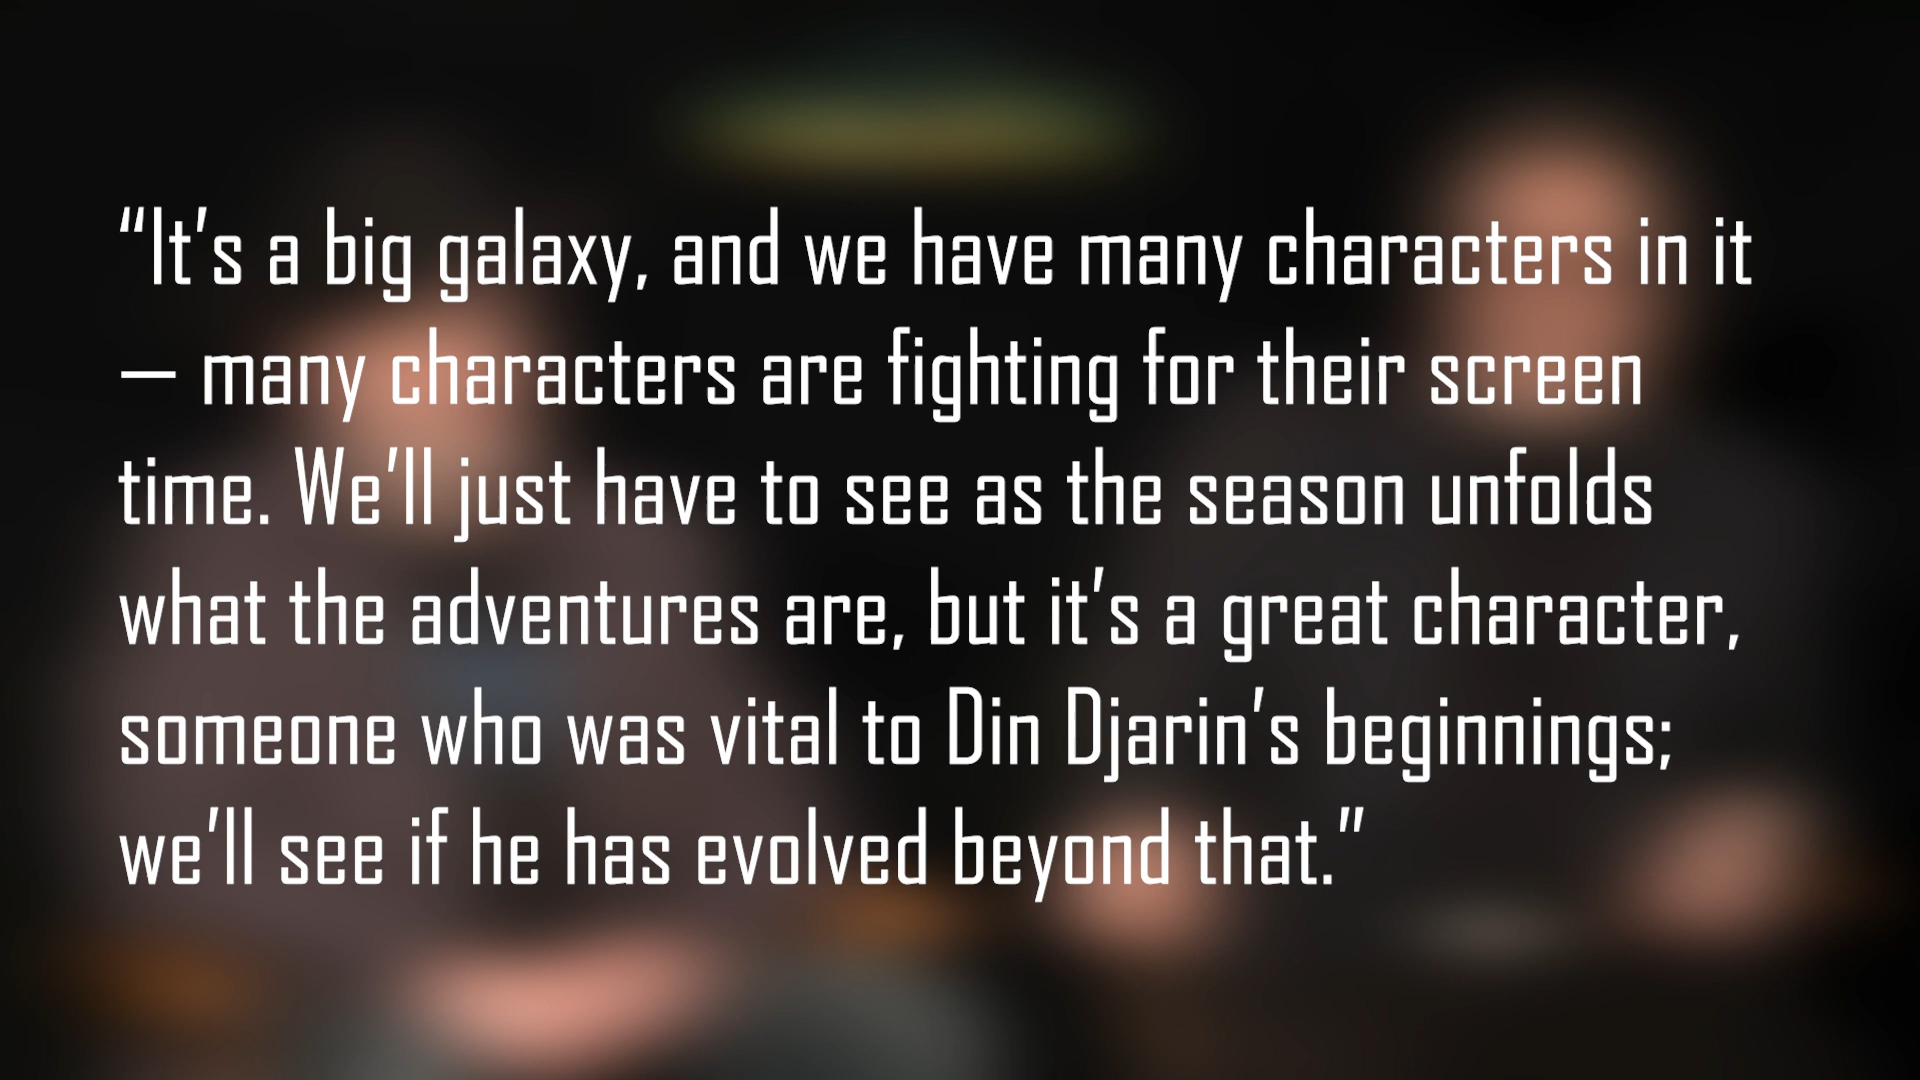 “It’s a big galaxy, and we have many characters in it
— many characters are fighting for their screen
time. We’ll just have to see as the season unfolds
what the adventures are, but it’s a great character,
someone who was vital to Din Djarin’s beginnings;
we’ll see if he has evolved beyond that.”